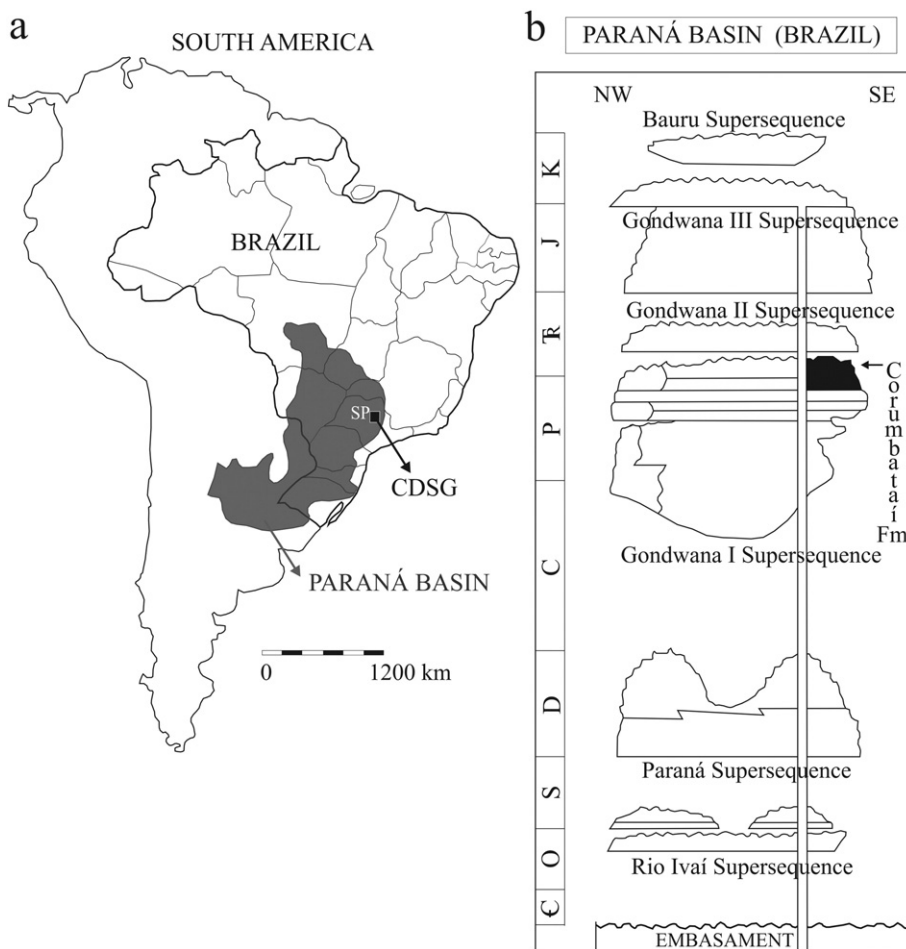 a
SOUTH AMERICA
BRAZIL
SP
CDSG
PARANÁ BASIN
0 1200 km
b
PARANÁ BASIN (BRAZIL)
NW SE
Bauru Supersequence
K
Gondwana III Supersequence
J
Gondwana II Supersequence
TR
Corumbataí Fm
P
Gondwana I Supersequence
C
D
Paraná Supersequence
S
O
Rio Ivaí Supersequence
Є
EMBASAMENT